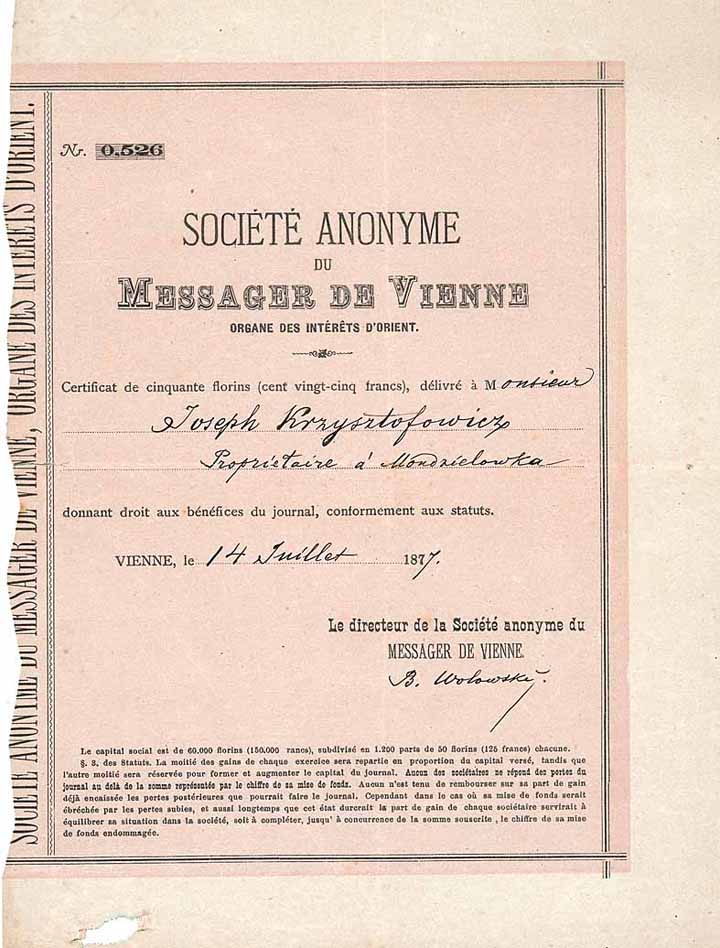 SOCIÉTÉ ANONYME DU MESSAGER DE VIENNE, ORGANE DES INTÉRÊTS D'ORIENT.
Nr. 0,526
SOCIÉTÉ ANONYME
DU
MESSAGER DE VIENNE
ORGANE DES INTÉRÊTS D'ORIENT.
Certificat de cinquante florins (cent vingt-cinq francs), délivré à Monsieur
Joseph Krzysztofowicz
Propriétaire à Mondzielowka
donnant droit aux bénéfices du journal, conformement aux statuts.
VIENNE, le 14 Juillet 1877.
Le directeur de la Société anonyme du
MESSAGER DE VIENNE.
B. Wolowski.
Le capital social est de 60.000 florins (150.000 rancs), subdivisé en 1.200 parts de 50 florins (125 francs) chacune.
§. 3. des Statuts. La moitié des gains de chaque exercice sera repartie en proportion du capital versé, tandis que
l'autre moitié sera réservée pour former et augmenter le capital du journal. Aucun des sociétaires ne répond des pertes du
journal au delà de la somme représentée par le chiffre de sa mise de fonds. Aucun n'est tenu de rembourser sur sa part de gain
déjà encaissée les pertes postérieures que pourrait faire le journal. Cependant dans le cas où sa mise de fonds serait
ébréchée par les pertes subies, et aussi longtemps que cet état durcrait la part de gain de chaque sociétaire servirait à
équilibrer sa situation dans la société, soit à compléter, jusqu' à concurrence de la somme souscrite, le chiffre de sa mise
de fonds endommagée.